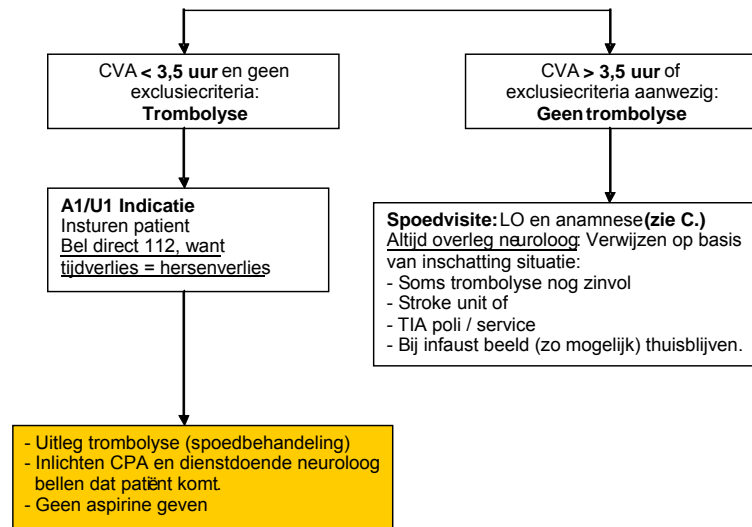 CVA < 3,5 uur en geen
exclusiecriteria:
Trombolyse
CVA > 3,5 uur of
exclusiecriteria aanwezig:
Geen trombolyse
A1/U1 Indicatie
Insturen patient
Bel direct 112, want
tijdverlies = hersenverlies
Spoedvisite: LO en anamnese (zie C.)
Altijd overleg neuroloog: Verwijzen op basis
van inschatting situatie:
- Soms trombolyse nog zinvol
- Stroke unit of
- TIA poli / service
- Bij infaust beeld (zo mogelijk) thuisblijven.
- Uitleg trombolyse (spoedbehandeling)
- Inlichten CPA en dienstdoende neuroloog
bellen dat patiënt komt.
- Geen aspirine geven